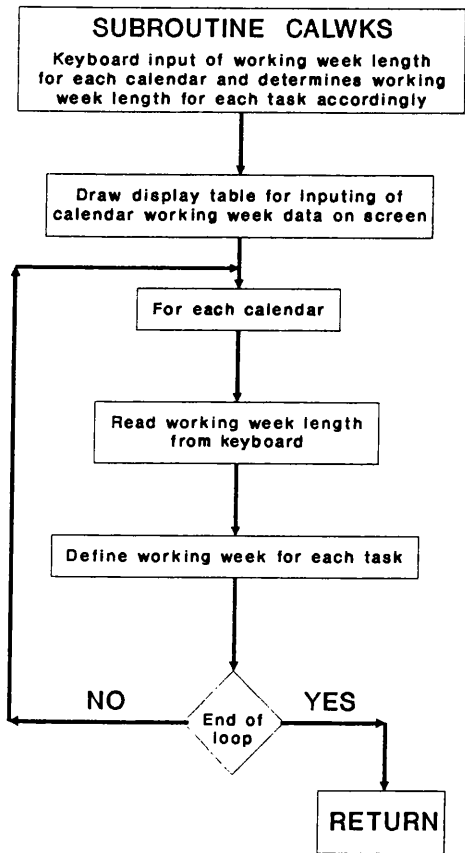 SUBROUTINE CALWKS
Keyboard input of working week length
for each calendar and determines working
week length for each task accordingly
Draw display table for inputing of
calendar working week data on screen
For each calendar
Read working week length
from keyboard
Define working week for each task
NO
YES
End of
loop
RETURN